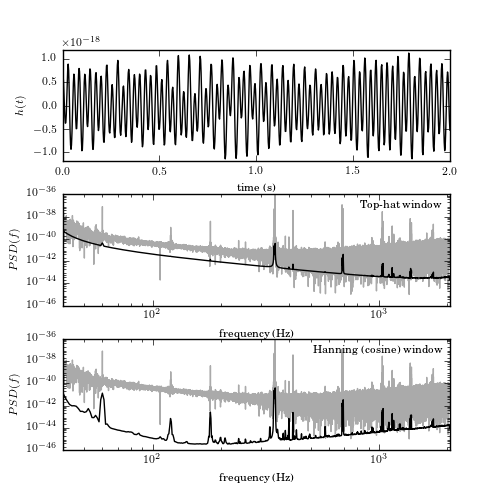 ×10⁻¹⁸
1.0
0.5
0.0
−0.5
−1.0
h(t)
0.0 0.5 1.0 1.5 2.0
time (s)
Top-hat window
10⁻³⁶
10⁻³⁸
10⁻⁴⁰
10⁻⁴²
10⁻⁴⁴
10⁻⁴⁶
PSD(f)
10² 10³
frequency (Hz)
Hanning (cosine) window
10⁻³⁶
10⁻³⁸
10⁻⁴⁰
10⁻⁴²
10⁻⁴⁴
10⁻⁴⁶
PSD(f)
10² 10³
frequency (Hz)